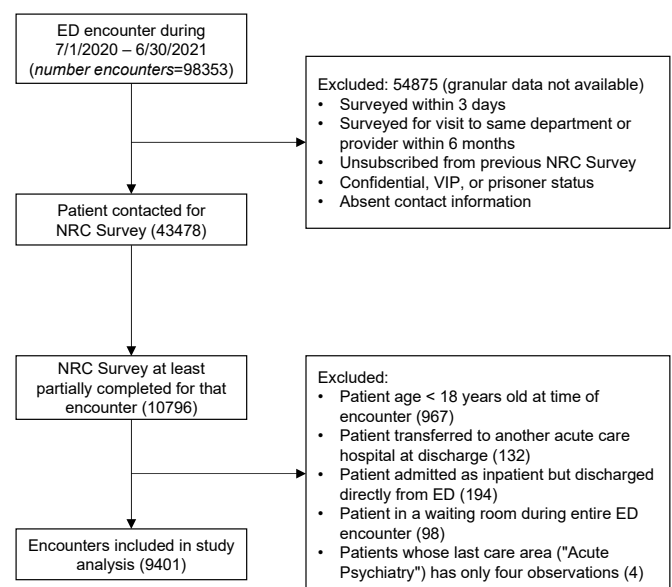 ED encounter during
7/1/2020 – 6/30/2021
(number encounters=98353)
Excluded: 54875 (granular data not available)
• Surveyed within 3 days
• Surveyed for visit to same department or
provider within 6 months
• Unsubscribed from previous NRC Survey
• Confidential, VIP, or prisoner status
• Absent contact information
Patient contacted for
NRC Survey (43478)
NRC Survey at least
partially completed for that
encounter (10796)
Excluded:
• Patient age < 18 years old at time of
encounter (967)
• Patient transferred to another acute care
hospital at discharge (132)
• Patient admitted as inpatient but discharged
directly from ED (194)
• Patient in a waiting room during entire ED
encounter (98)
• Patients whose last care area ("Acute
Psychiatry") has only four observations (4)
Encounters included in study
analysis (9401)